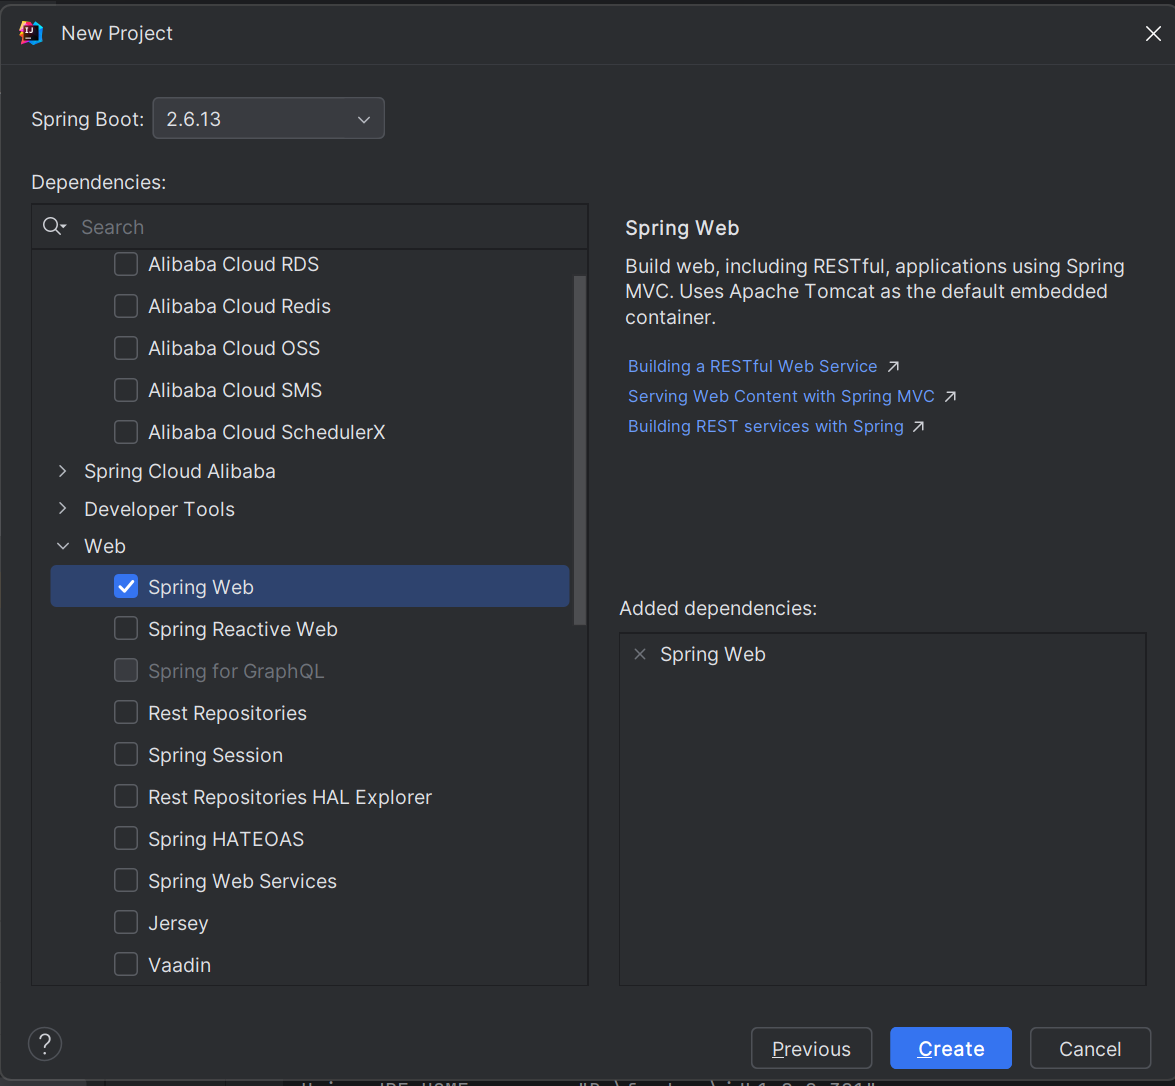 New Project
Spring Boot:
2.6.13
Dependencies:
Search
Alibaba Cloud RDS
Alibaba Cloud Redis
Alibaba Cloud OSS
Alibaba Cloud SMS
Alibaba Cloud SchedulerX
Spring Cloud Alibaba
Developer Tools
Web
Spring Web
Spring Reactive Web
Spring for GraphQL
Rest Repositories
Spring Session
Rest Repositories HAL Explorer
Spring HATEOAS
Spring Web Services
Jersey
Vaadin
Spring Web
Build web, including RESTful, applications using Spring
MVC. Uses Apache Tomcat as the default embedded
container.
Building a RESTful Web Service
Serving Web Content with Spring MVC
Building REST services with Spring
Added dependencies:
Spring Web
?
Previous
Create
Cancel